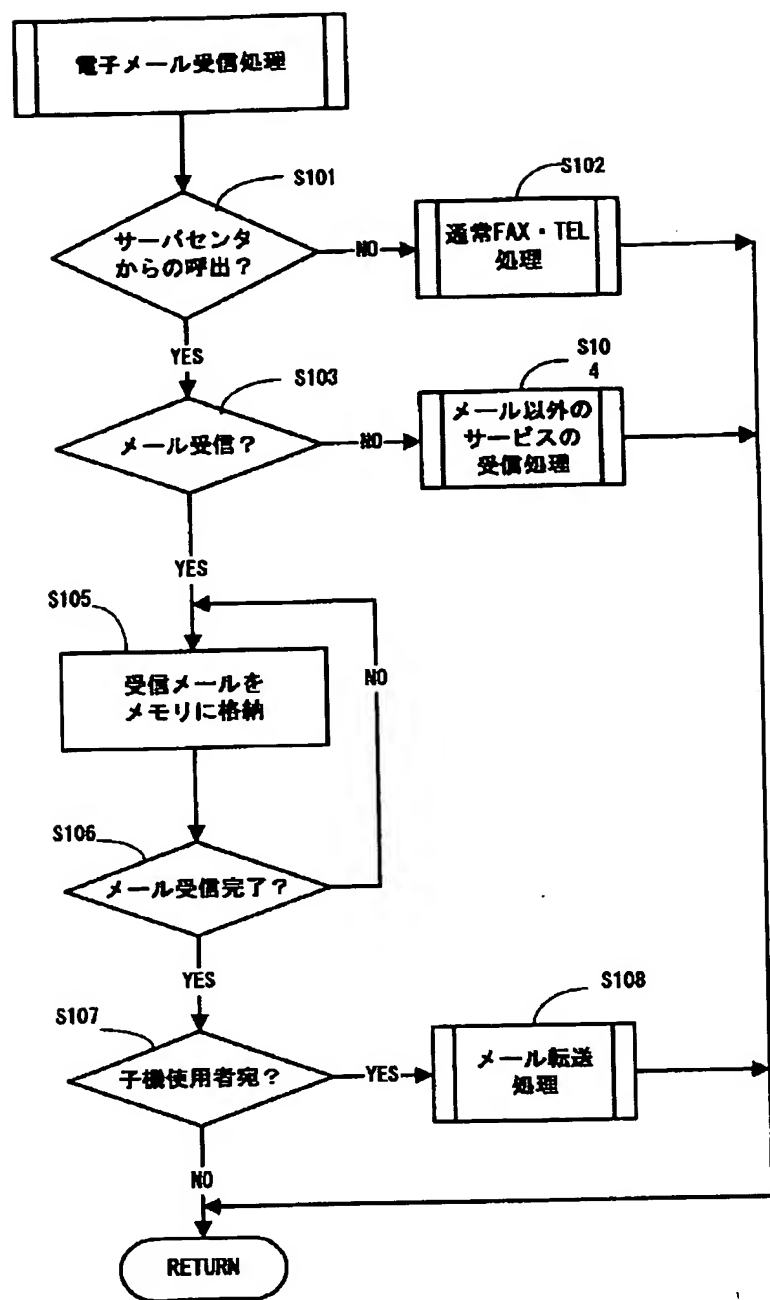 電子メール受信処理
S101
サーバセンタ
からの呼出？
NO
S102
通常FAX・TEL
処理
YES
S103
メール受信？
NO
S10
4
メール以外の
サービスの
受信処理
YES
S105
受信メールを
メモリに格納
NO
S106
メール受信完了？
YES
S107
子機使用者宛？
YES
S108
メール転送
処理
NO
RETURN